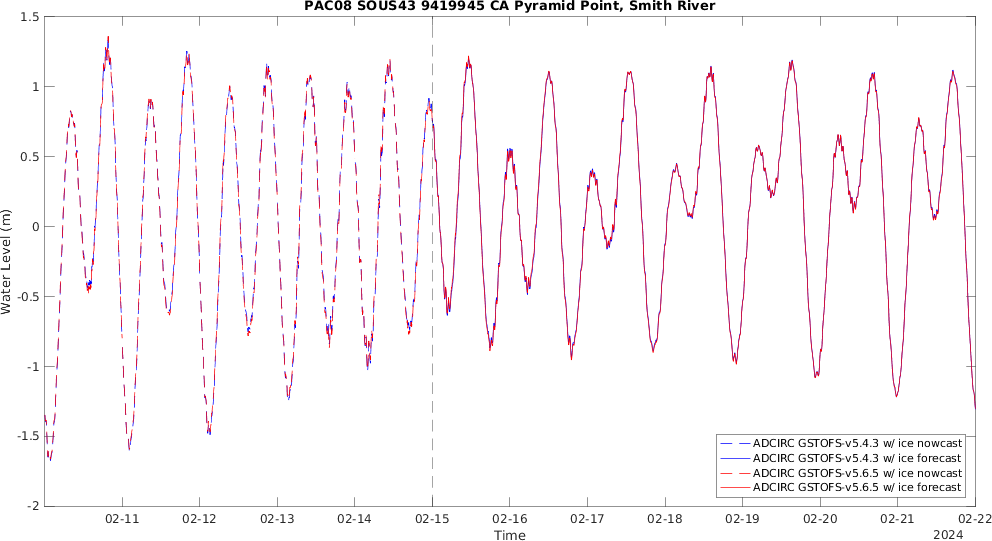 PAC08 SOUS43 9419945 CA Pyramid Point, Smith River
1.5
1
0.5
0
-0.5
-1
-1.5
-2
Water Level (m)
02-11 02-12 02-13 02-14 02-15 02-16 02-17 02-18 02-19 02-20 02-21 02-22
Time
2024
ADCIRC GSTOFS-v5.4.3 w/ ice nowcast
ADCIRC GSTOFS-v5.4.3 w/ ice forecast
ADCIRC GSTOFS-v5.6.5 w/ ice nowcast
ADCIRC GSTOFS-v5.6.5 w/ ice forecast